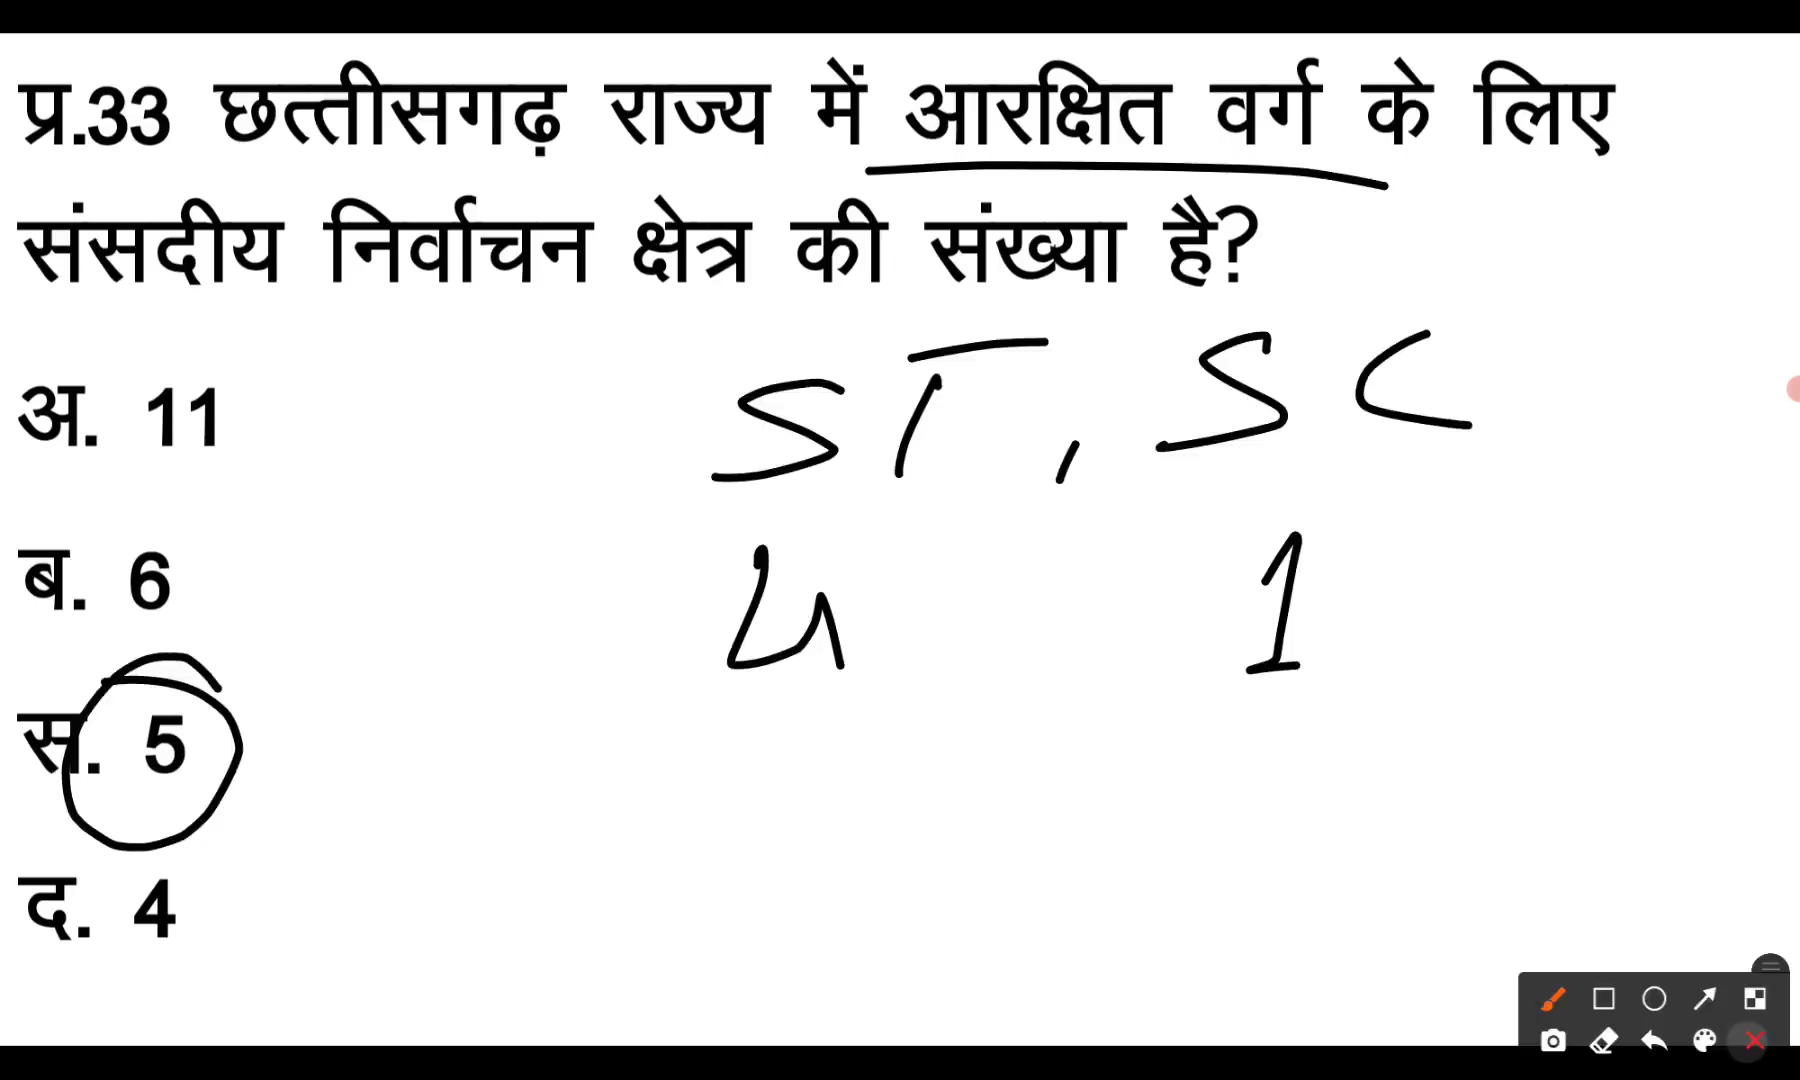 प्र.33 छत्तीसगढ़ राज्य में आरक्षित वर्ग के लिए
संसदीय निर्वाचन क्षेत्र की संख्या है?
अ. 11
ST, SC
ब. 6
4 1
स. 5
द. 4